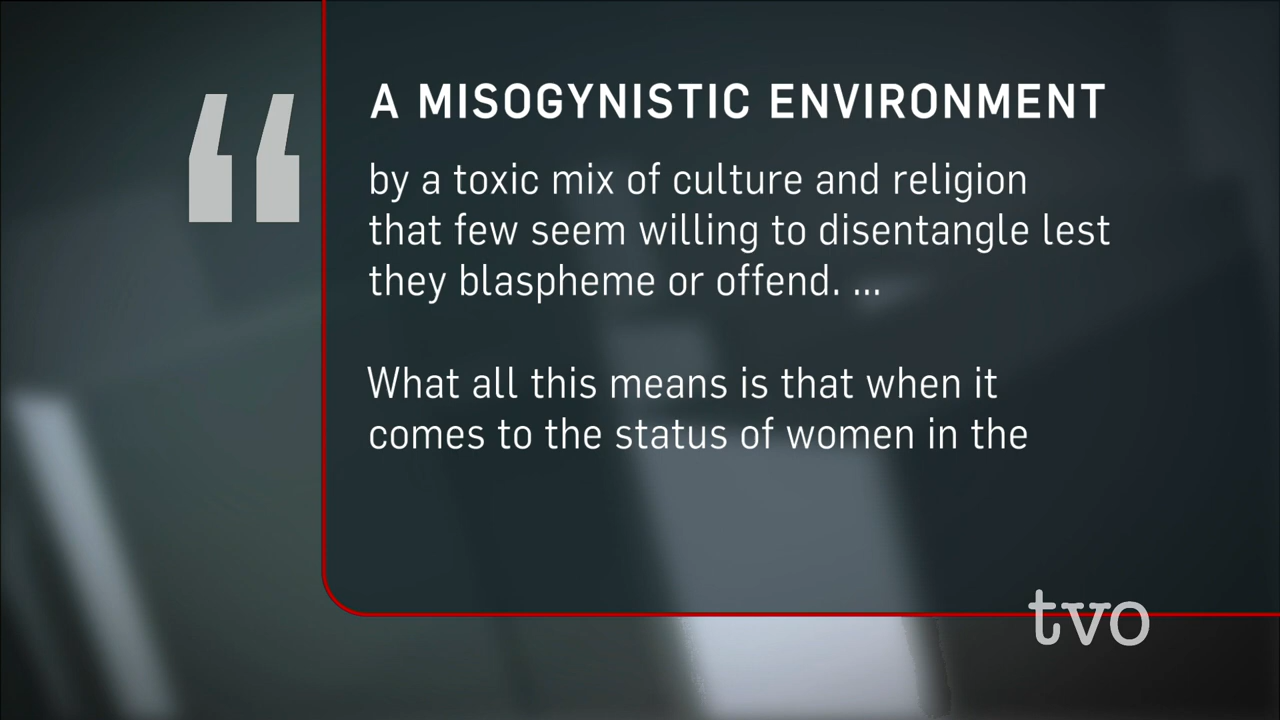 “
A MISOGYNISTIC ENVIRONMENT
by a toxic mix of culture and religion
that few seem willing to disentangle lest
they blaspheme or offend. ...
What all this means is that when it
comes to the status of women in the
tvo